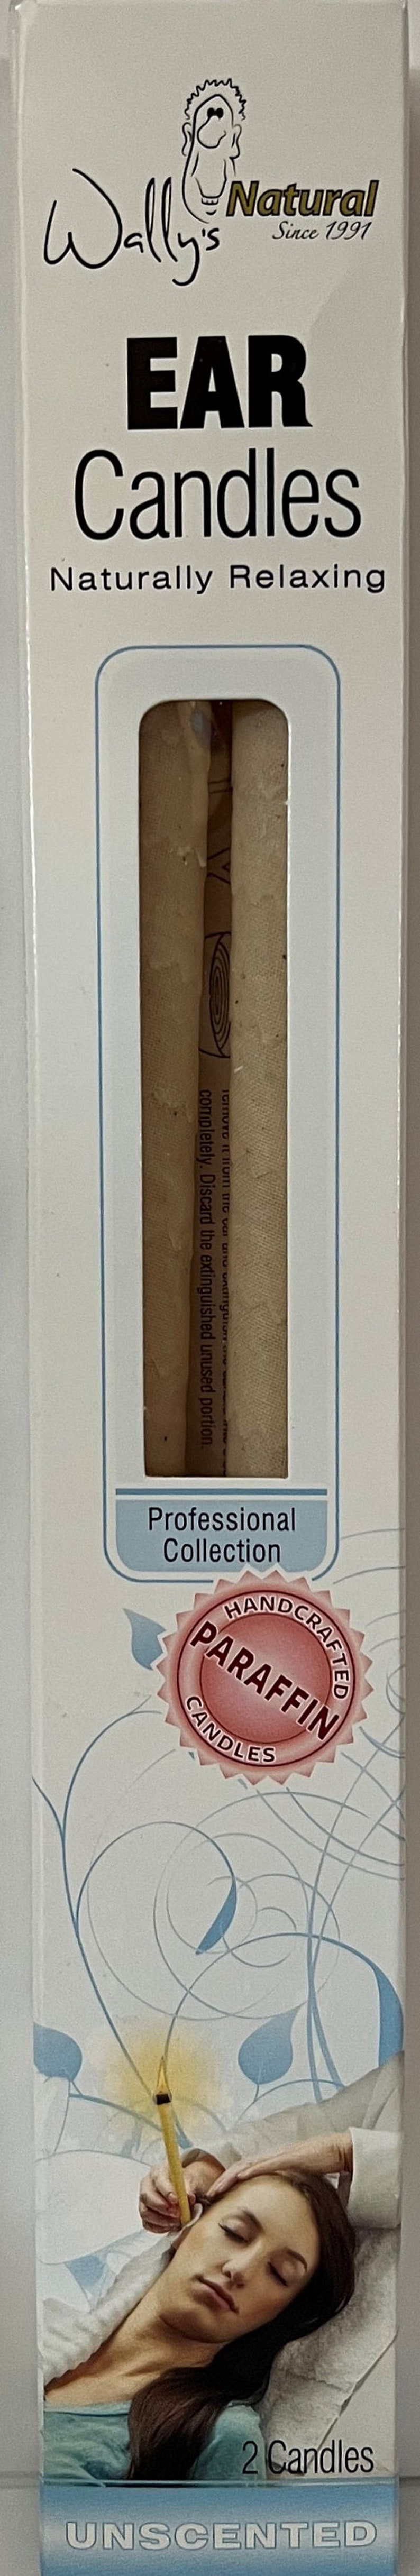 Wally's Natural
Since 1991
EAR
Candles
Naturally Relaxing
completely. Discard the extinguished unused portion.
Professional
Collection
HANDCRAFTED
PARAFFIN
CANDLES
2 Candles
UNSCENTED